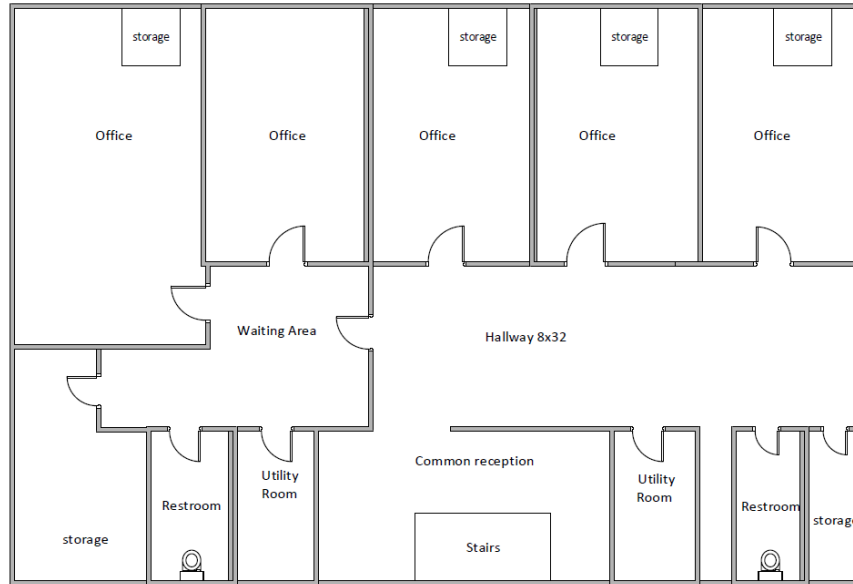 storage
storage
storage
storage
Office
Office
Office
Office
Office
Waiting Area
Hallway 8x32
Common reception
Utility
Room
Utility
Room
Restroom
Restroom
storage
storage
Stairs